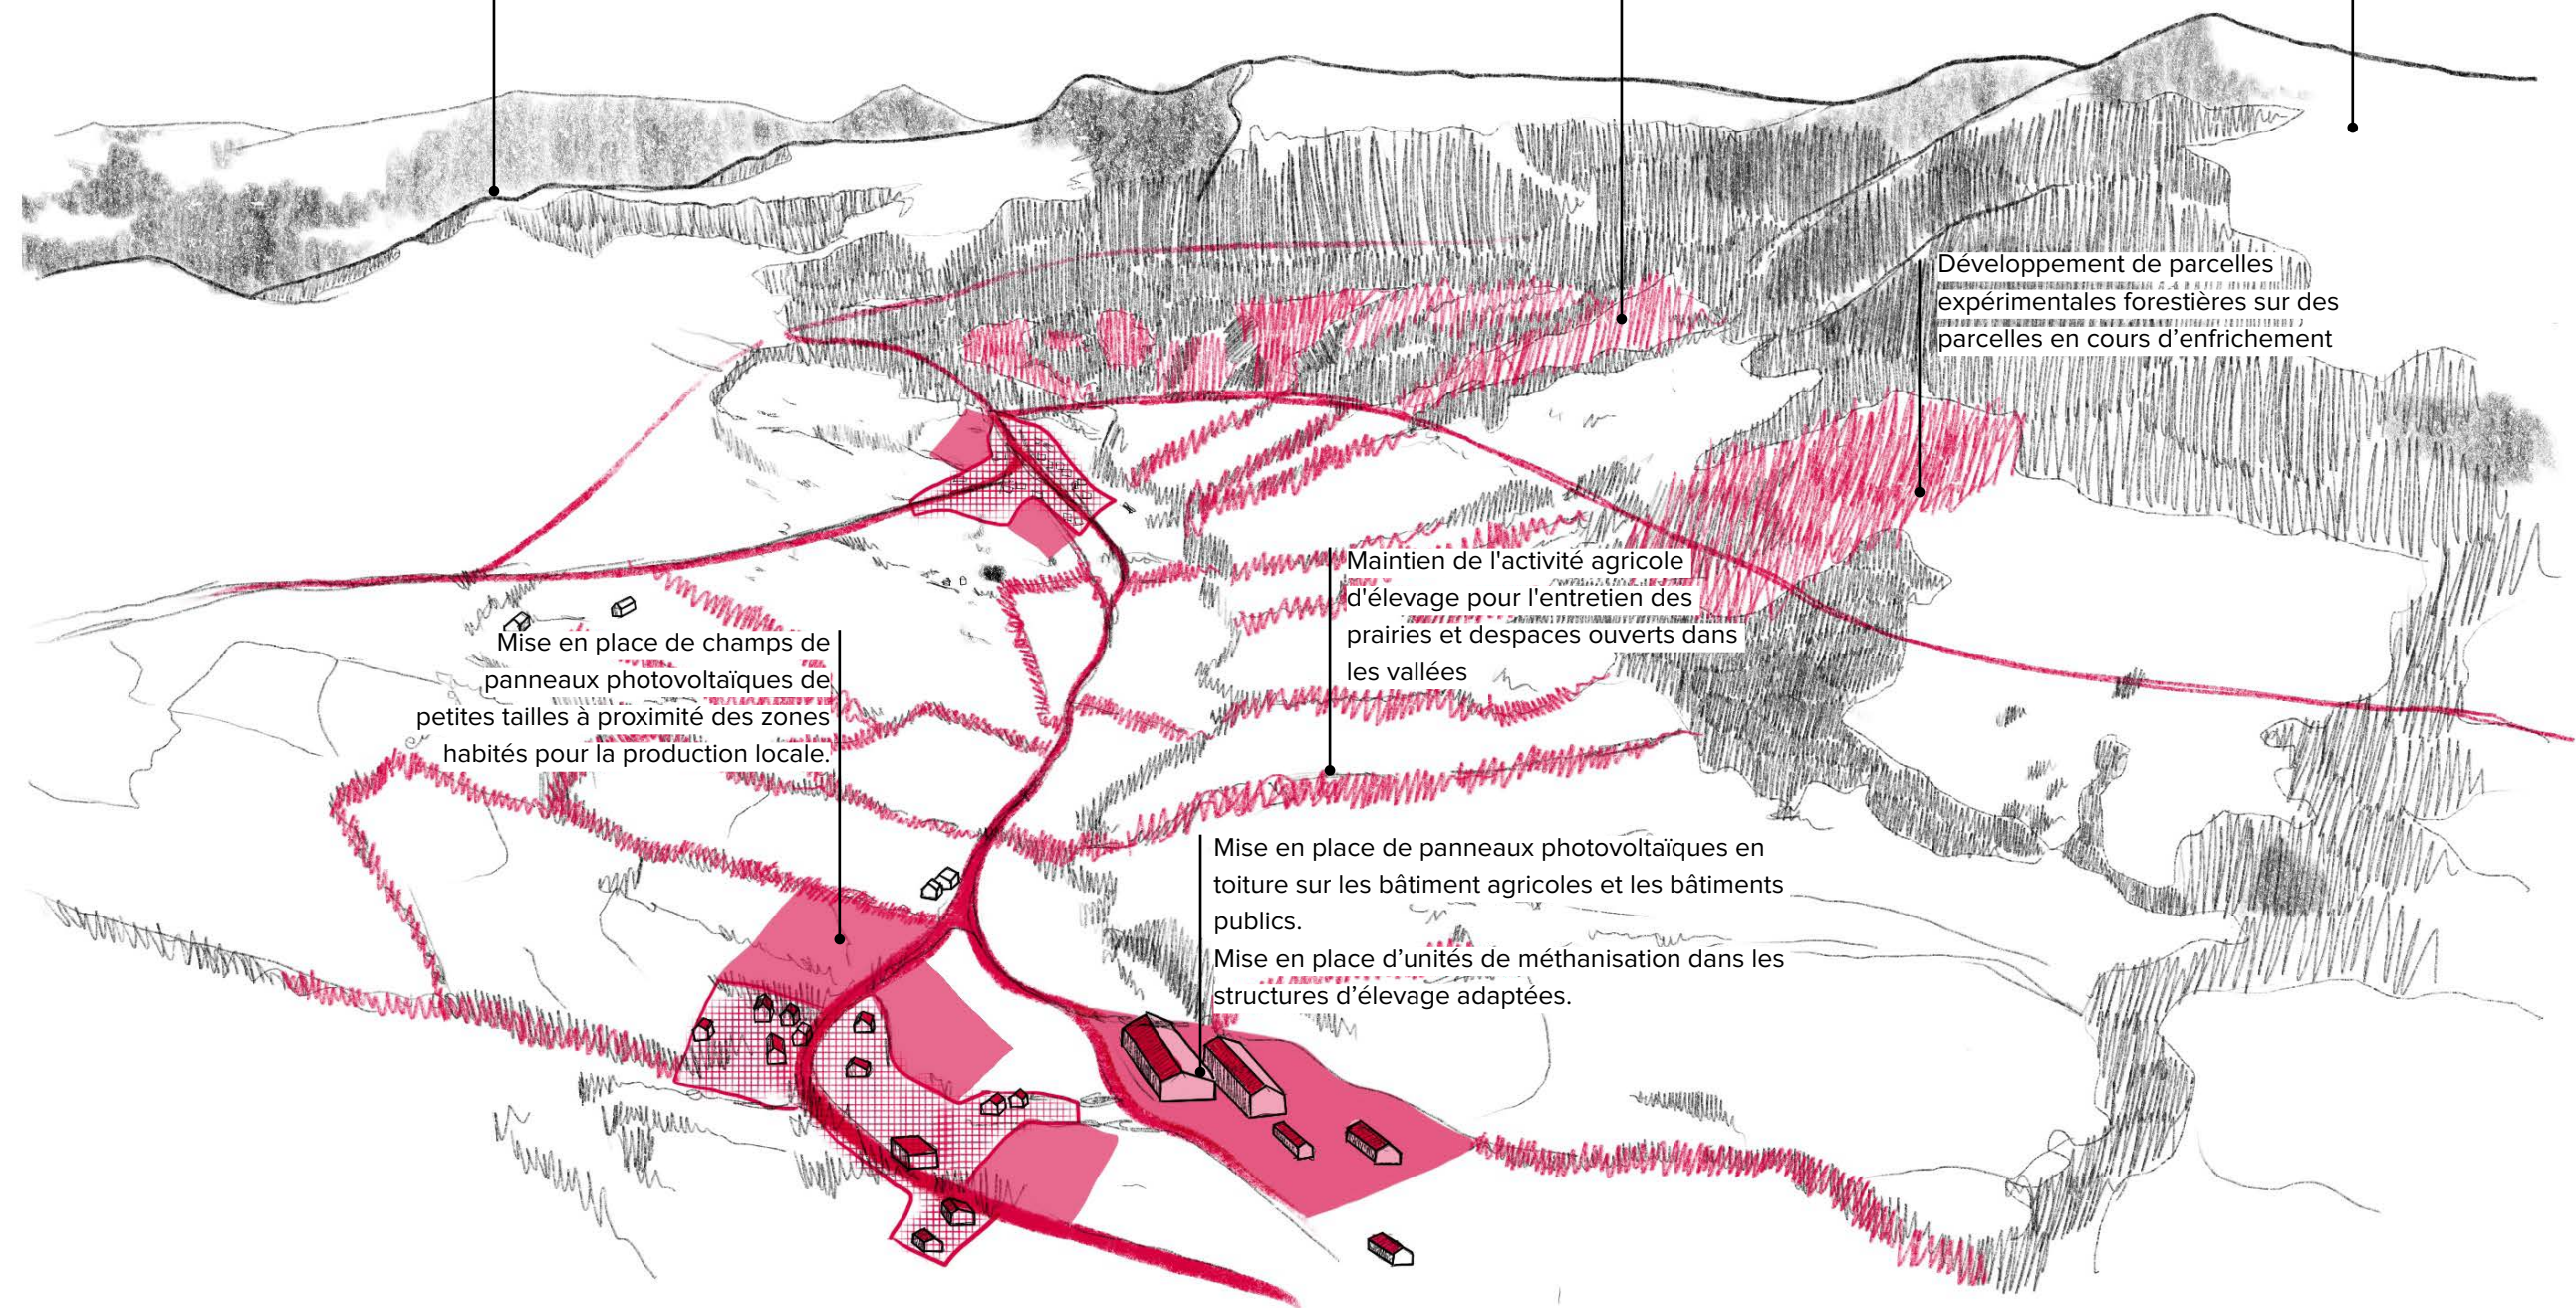 Développement de parcelles
expérimentales forestières sur des
parcelles en cours d’enfrichement
Maintien de l'activité agricole
d'élevage pour l'entretien des
prairies et despaces ouverts dans
les vallées
Mise en place de champs de
panneaux photovoltaïques de
petites tailles à proximité des zones
habités pour la production locale.
Mise en place de panneaux photovoltaïques en
toiture sur les bâtiment agricoles et les bâtiments
publics.
Mise en place d’unités de méthanisation dans les
structures d’élevage adaptées.